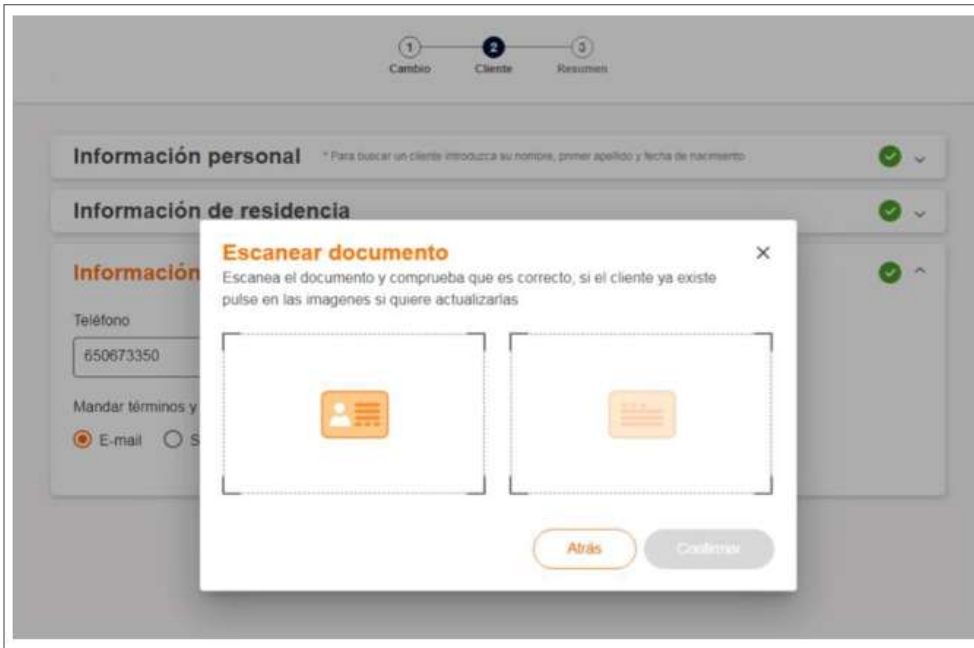 1
2
3
Cambio
Cliente
Resumen
Información personal * Para buscar un cliente introduzca su nombre, primer apellido y fecha de nacimiento
Información de residencia
Escanear documento
Escanea el documento y comprueba que es correcto, si el cliente ya existe
pulse en las imagenes si quiere actualizarlas
Información
Teléfono
650673350
Mandar términos y
E-mail S
Atrás
Confirmar